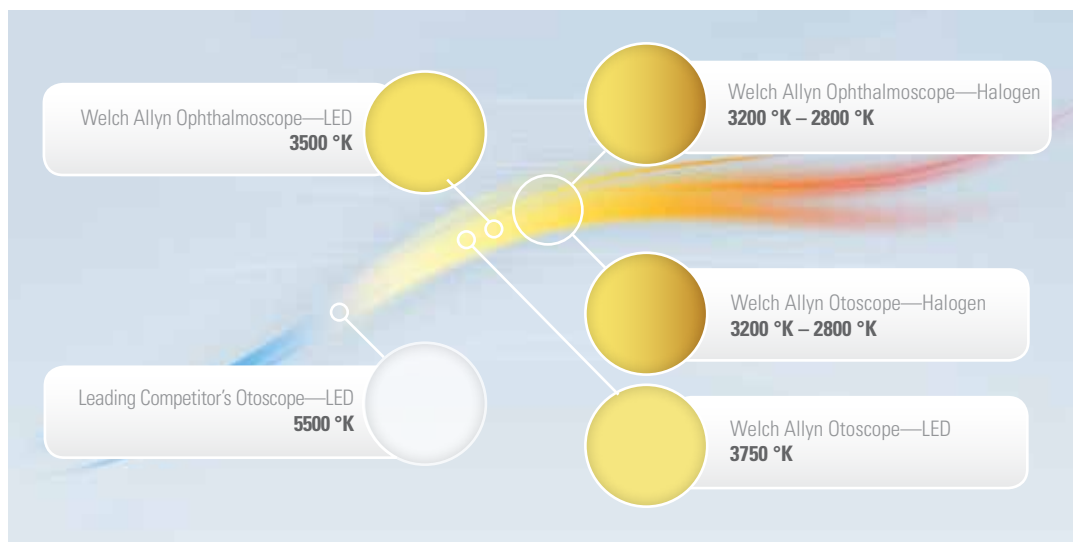 Welch Allyn Ophthalmoscope—LED
3500 °K
Welch Allyn Ophthalmoscope—Halogen
3200 °K – 2800 °K
Welch Allyn Otoscope—Halogen
3200 °K – 2800 °K
Leading Competitor's Otoscope—LED
5500 °K
Welch Allyn Otoscope—LED
3750 °K